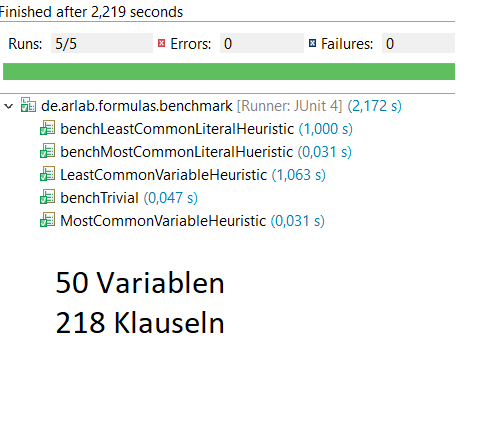 Finished after 2,219 seconds
Runs: 5/5 Errors: 0 Failures: 0
de.arlab.formulas.benchmark [Runner: JUnit 4] (2,172 s)
benchLeastCommonLiteralHeuristic (1,000 s)
benchMostCommonLiteralHueristic (0,031 s)
LeastCommonVariableHeuristic (1,063 s)
benchTrivial (0,047 s)
MostCommonVariableHeuristic (0,031 s)
50 Variablen
218 Klauseln